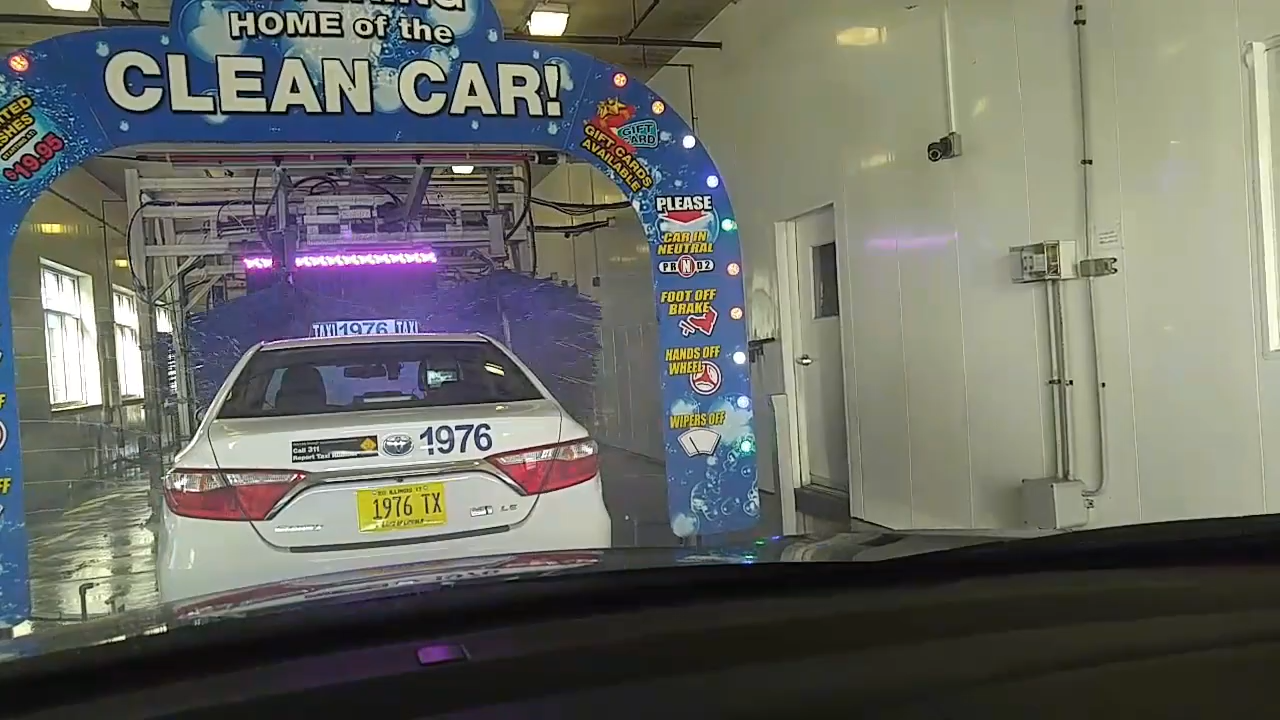 HOME of the
CLEAN CAR!
$19.95
GIFT CARD
GIFT CARDS
AVAILABLE
PLEASE
CAR IN
NEUTRAL
P R N D 2
FOOT OFF
BRAKE
HANDS OFF
WHEEL
WIPERS OFF
TAXI 1976 TAXI
1976
Call 311
Report Taxi
1976 TX
LE